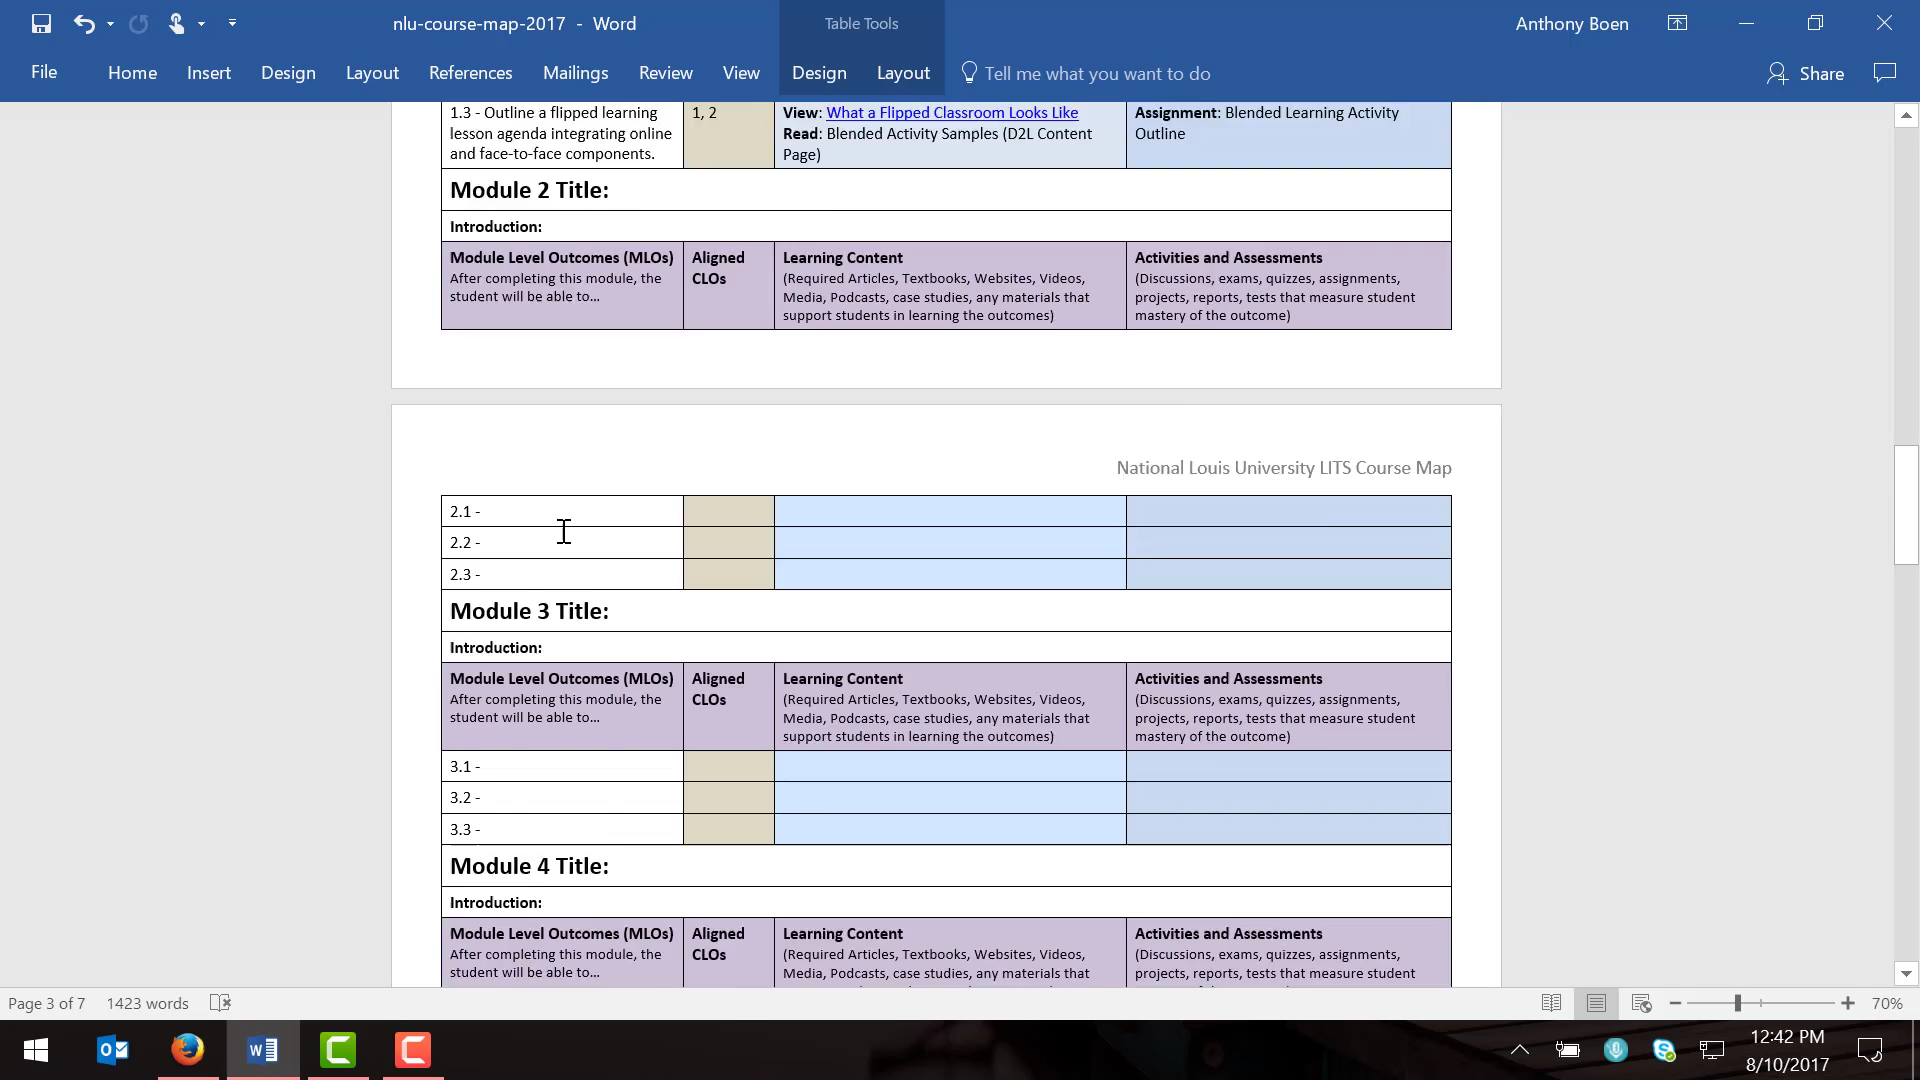 nlu-course-map-2017 - Word
Table Tools
Anthony Boen
File
Home
Insert
Design
Layout
References
Mailings
Review
View
Design
Layout
Tell me what you want to do
Share
1.3 - Outline a flipped learning
lesson agenda integrating online
and face-to-face components.
1, 2
View: What a Flipped Classroom Looks Like
Read: Blended Activity Samples (D2L Content
Page)
Assignment: Blended Learning Activity
Outline
Module 2 Title:
Introduction:
Module Level Outcomes (MLOs)
After completing this module, the
student will be able to...
Aligned
CLOs
Learning Content
(Required Articles, Textbooks, Websites, Videos,
Media, Podcasts, case studies, any materials that
support students in learning the outcomes)
Activities and Assessments
(Discussions, exams, quizzes, assignments,
projects, reports, tests that measure student
mastery of the outcome)
National Louis University LITS Course Map
2.1 -
2.2 -
2.3 -
Module 3 Title:
Introduction:
Module Level Outcomes (MLOs)
After completing this module, the
student will be able to...
Aligned
CLOs
Learning Content
(Required Articles, Textbooks, Websites, Videos,
Media, Podcasts, case studies, any materials that
support students in learning the outcomes)
Activities and Assessments
(Discussions, exams, quizzes, assignments,
projects, reports, tests that measure student
mastery of the outcome)
3.1 -
3.2 -
3.3 -
Module 4 Title:
Introduction:
Module Level Outcomes (MLOs)
After completing this module, the
student will be able to...
Aligned
CLOs
Learning Content
(Required Articles, Textbooks, Websites, Videos,
Media, Podcasts, case studies, any materials that
Activities and Assessments
(Discussions, exams, quizzes, assignments,
projects, reports, tests that measure student
Page 3 of 7
1423 words
70%
12:42 PM
8/10/2017